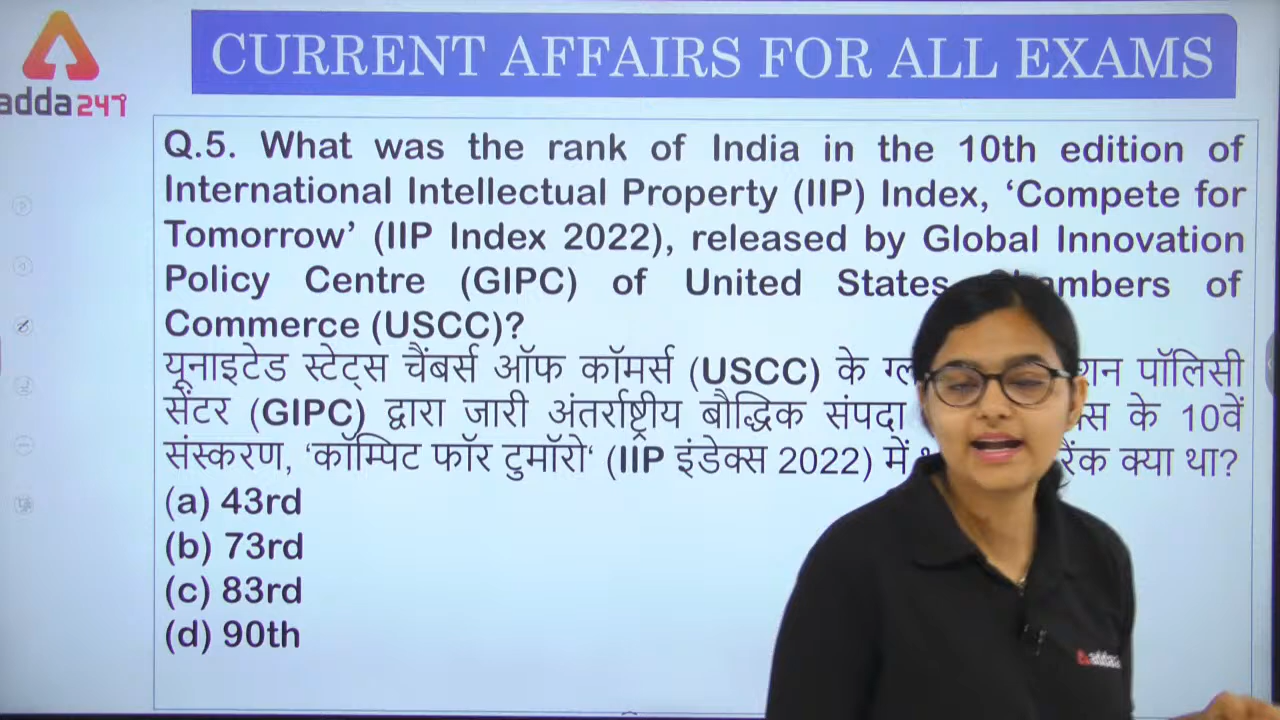 CURRENT AFFAIRS FOR ALL EXAMS
adda247
Q.5. What was the rank of India in the 10th edition of
International Intellectual Property (IIP) Index, ‘Compete for
Tomorrow’ (IIP Index 2022), released by Global Innovation
Policy Centre (GIPC) of United States
of
Commerce (USCC)?
यूनाइटेड स्टेट्स चैंबर्स ऑफ कॉमर्स (USCC) के पॉलिसी
सेंटर (GIPC) द्वारा जारी अंतर्राष्ट्रीय बौद्धिक संपदा के 10वें
संस्करण, ‘कॉम्पिट फॉर टुमॉरो‘ (IIP इंडेक्स 2022) में रैंक क्या था?
(a) 43rd
(b) 73rd
(c) 83rd
(d) 90th